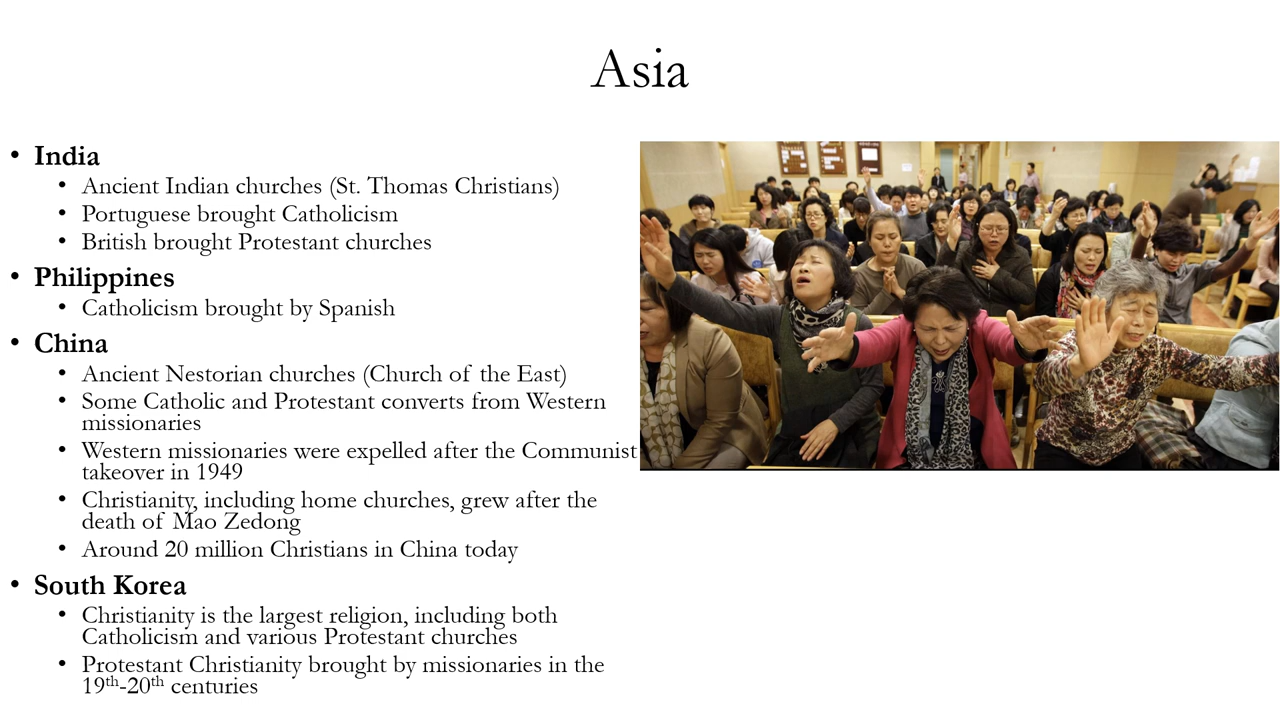 Asia
• India
• Ancient Indian churches (St. Thomas Christians)
• Portuguese brought Catholicism
• British brought Protestant churches
• Philippines
• Catholicism brought by Spanish
• China
• Ancient Nestorian churches (Church of the East)
• Some Catholic and Protestant converts from Western
missionaries
• Western missionaries were expelled after the Communist
takeover in 1949
• Christianity, including home churches, grew after the
death of Mao Zedong
• Around 20 million Christians in China today
• South Korea
• Christianity is the largest religion, including both
Catholicism and various Protestant churches
• Protestant Christianity brought by missionaries in the
19th-20th centuries